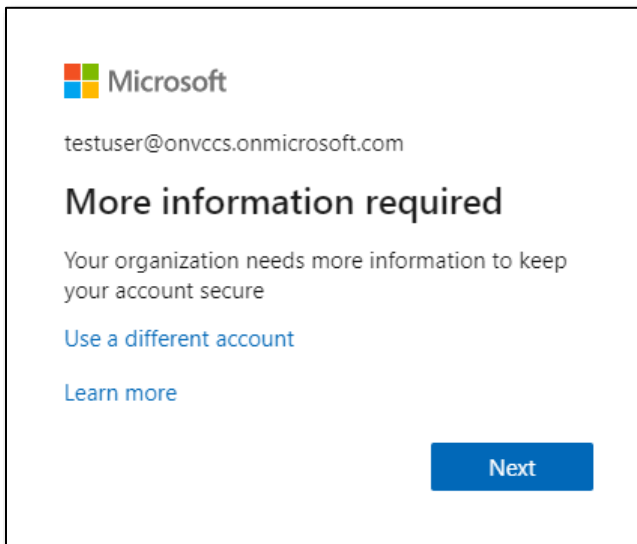 Microsoft
testuser@onvccs.onmicrosoft.com
More information required
Your organization needs more information to keep
your account secure
Use a different account
Learn more
Next